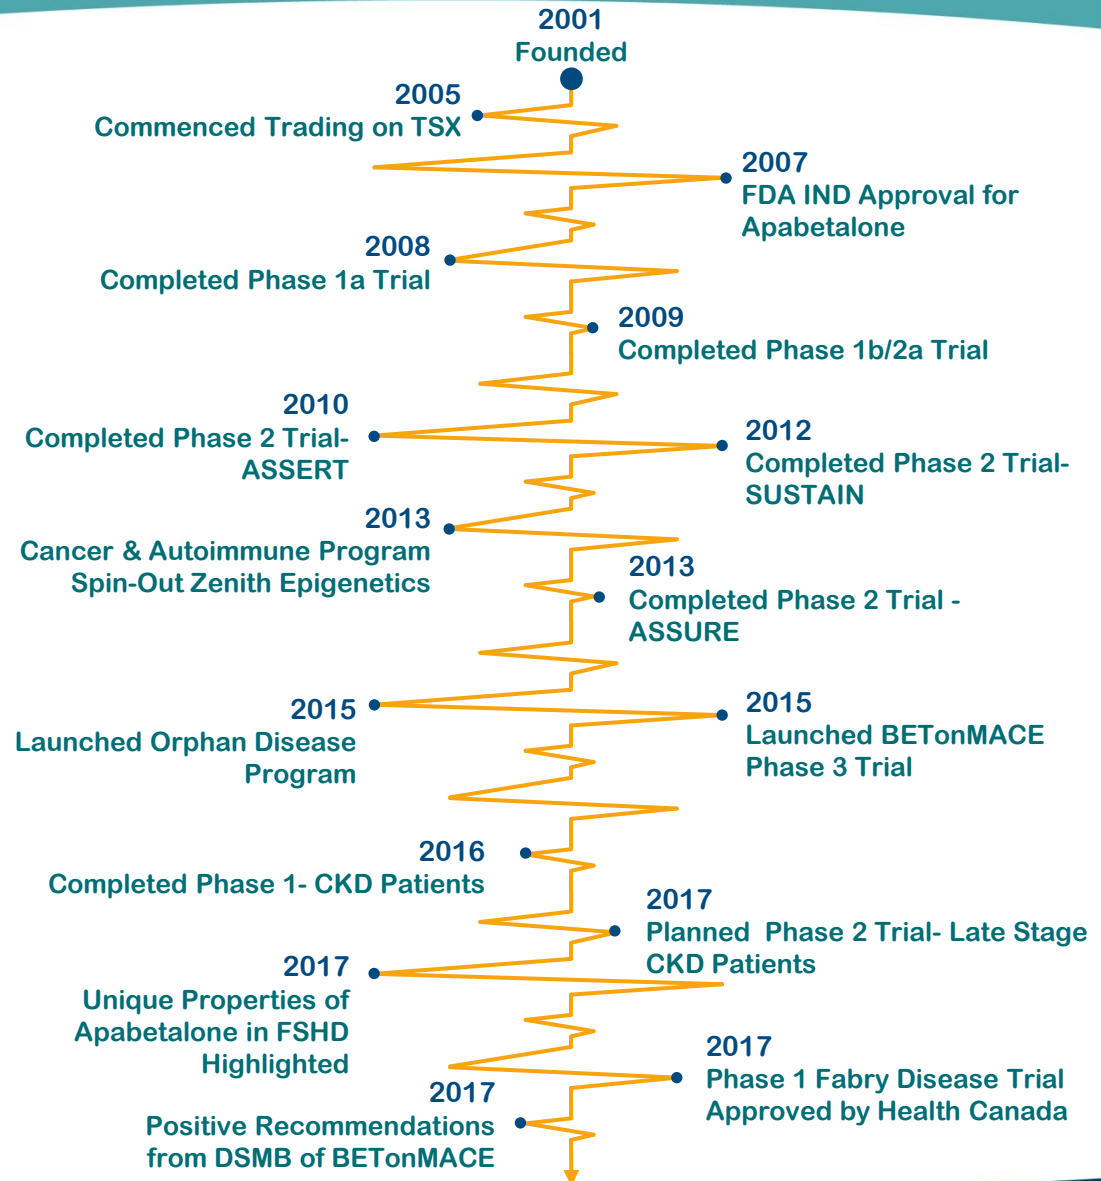 2001
Founded
2005
Commenced Trading on TSX
2007
FDA IND Approval for
Apabetalone
2008
Completed Phase 1a Trial
2009
Completed Phase 1b/2a Trial
2010
Completed Phase 2 Trial-
ASSERT
2012
Completed Phase 2 Trial-
SUSTAIN
2013
Cancer & Autoimmune Program
Spin-Out Zenith Epigenetics
2013
Completed Phase 2 Trial -
ASSURE
2015
Launched Orphan Disease
Program
2015
Launched BETonMACE
Phase 3 Trial
2016
Completed Phase 1- CKD Patients
2017
Planned Phase 2 Trial- Late Stage
CKD Patients
2017
Unique Properties of
Apabetalone in FSHD
Highlighted
2017
Phase 1 Fabry Disease Trial
Approved by Health Canada
2017
Positive Recommendations
from DSMB of BETonMACE